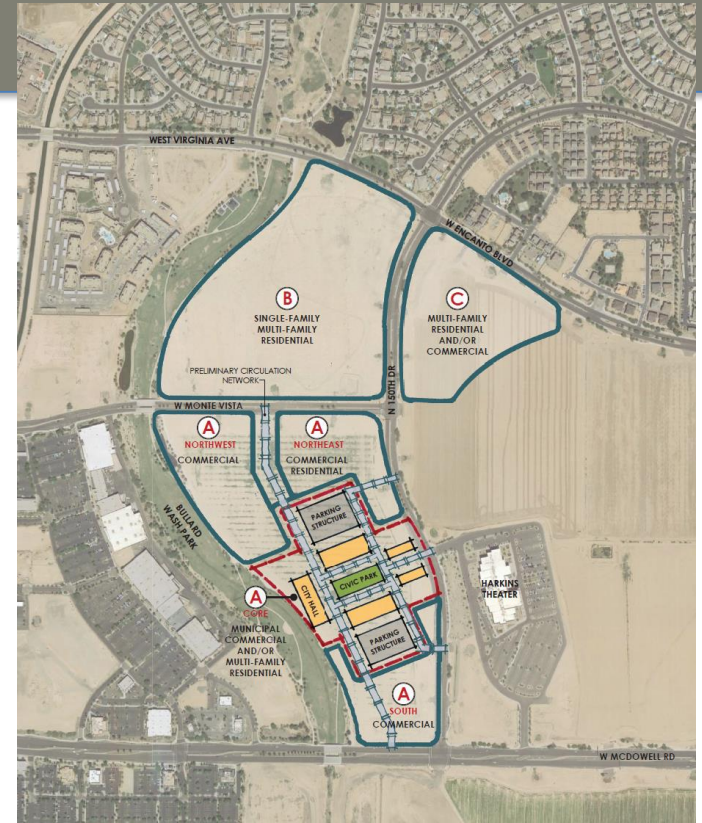 WEST VIRGINIA AVE
W ENCANTO BLVD
B
SINGLE-FAMILY
MULTI-FAMILY
RESIDENTIAL
C
MULTI-FAMILY
RESIDENTIAL
AND/OR
COMMERCIAL
PRELIMINARY CIRCULATION
NETWORK
N 150TH DR
W MONTE VISTA
A
NORTHWEST
COMMERCIAL
A
NORTHEAST
COMMERCIAL
RESIDENTIAL
BULLARD
WASH PARK
PARKING
STRUCTURE
CIVIC PARK
CITY HALL
HARKINS
THEATER
A
CORE
MUNICIPAL
COMMERCIAL
AND/OR
MULTI-FAMILY
RESIDENTIAL
PARKING
STRUCTURE
A
SOUTH
COMMERCIAL
W MCDOWELL RD